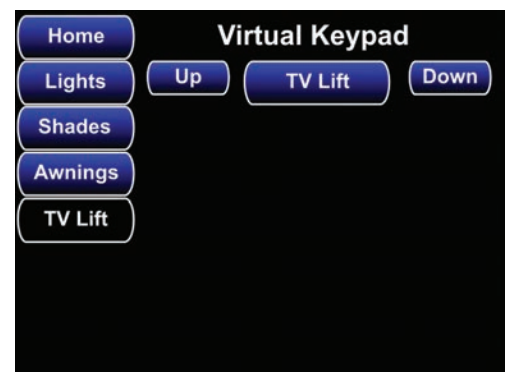 Home
Virtual Keypad
Lights
Up
TV Lift
Down
Shades
Awnings
TV Lift